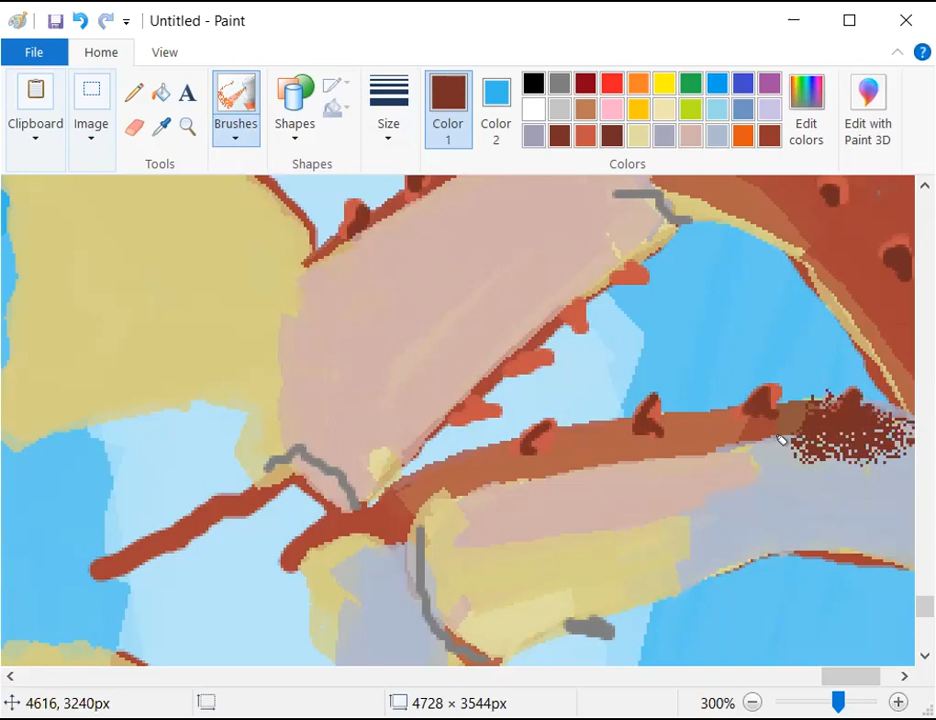 Untitled - Paint
File Home View
Clipboard Image Brushes Shapes Size Color 1 Color 2 Edit colors Edit with Paint 3D
Tools Shapes Colors
4616, 3240px 4728 × 3544px 300%